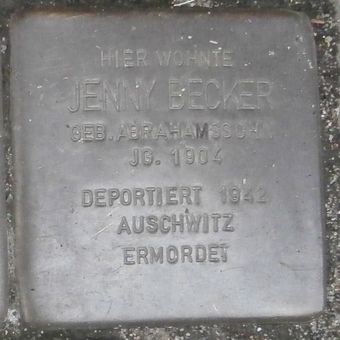 HIER WOHNTE
JENNY BECKER
GEB. ABRAHAMSSOHN
JG. 1904
DEPORTIERT 1942
AUSCHWITZ
ERMORDET